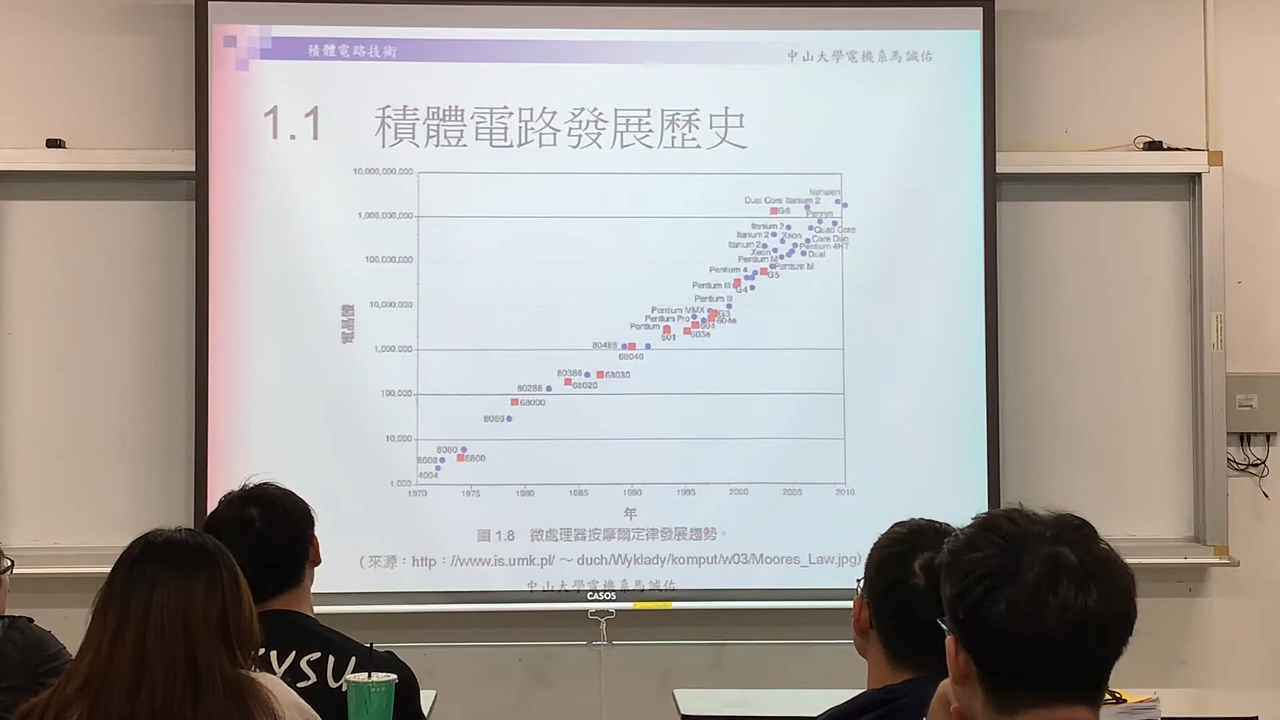 積體電路技術
中山大學電機系馬誠佑
1.1 積體電路發展歷史
10,000,000,000
1,000,000,000
100,000,000
10,000,000
1,000,000
100,000
10,000
1,000
電晶體
Nehalem
Dual Core Itanium 2
G6
Penryn
Itanium 2
Quad Core
Itanium 2
Xeon
Core Duo
Itanium 2
Pentium 4HT
Xeon
Dual
Pentium M
Pentium M
Pentium 4
G5
Pentium III
G4
Pentium II
Pentium MMX
G3
Pentium Pro
604e
Pentium
604
601
603e
80486
68040
80386
68030
80286
68020
68000
8086
8080
8008
6800
4004
1970 1975 1980 1985 1990 1995 2000 2005 2010
年
圖 1.8 微處理器按摩爾定律發展趨勢。
(來源:http://www.is.umk.pl/~duch/Wyklady/komput/w03/Moores_Law.jpg)
中山大學電機系馬誠佑
CASOS